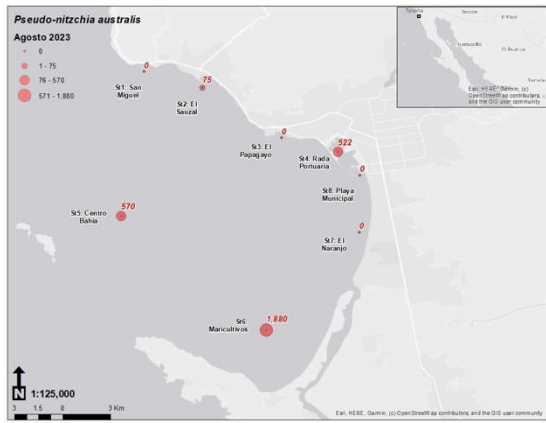 Pseudo-nitzchia australis
Agosto 2023
0
1 - 75
76 - 570
571 - 1,880
Tijuana
Esri, HERE, Garmin, (c)
OpenStreetMap contributors,
and the GIS user community
0
St1: San
Miguel
75
St2: El
Sauzal
0
St3: El
Papagayo
522
St4: Rada
Portuaria
0
St8: Playa
Municipal
570
St5: Centro
Bahia
0
St7: El
Naranjo
1,880
St6:
Maricultivos
N 1:125,000
3 1.5 0 3 Km
Esri, HERE, Garmin, (c) OpenStreetMap contributors, and the GIS user community